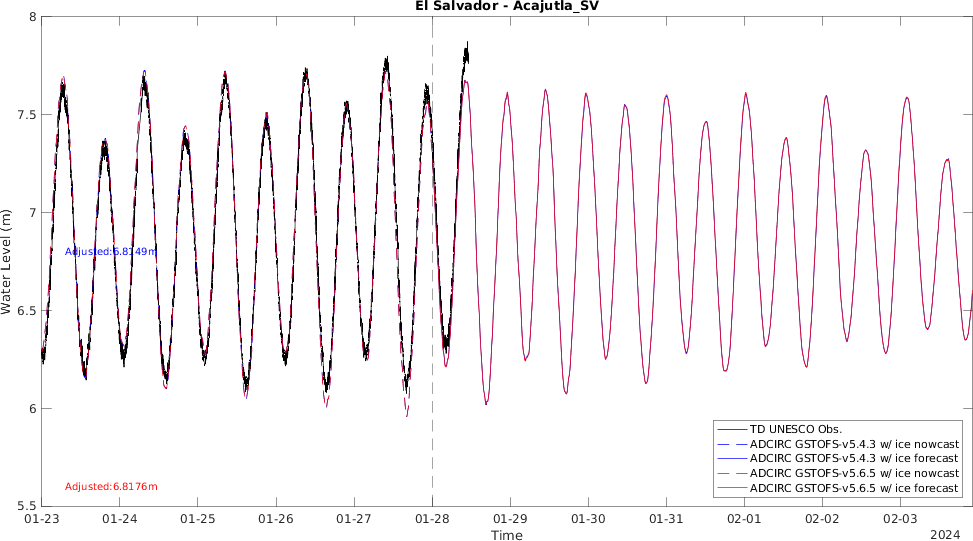 El Salvador - Acajutla_SV
Water Level (m)
8
7.5
7
6.5
6
5.5
Adjusted:6.8149m
Adjusted:6.8176m
TD UNESCO Obs.
ADCIRC GSTOFS-v5.4.3 w/ ice nowcast
ADCIRC GSTOFS-v5.4.3 w/ ice forecast
ADCIRC GSTOFS-v5.6.5 w/ ice nowcast
ADCIRC GSTOFS-v5.6.5 w/ ice forecast
01-23 01-24 01-25 01-26 01-27 01-28 01-29 01-30 01-31 02-01 02-02 02-03
Time
2024